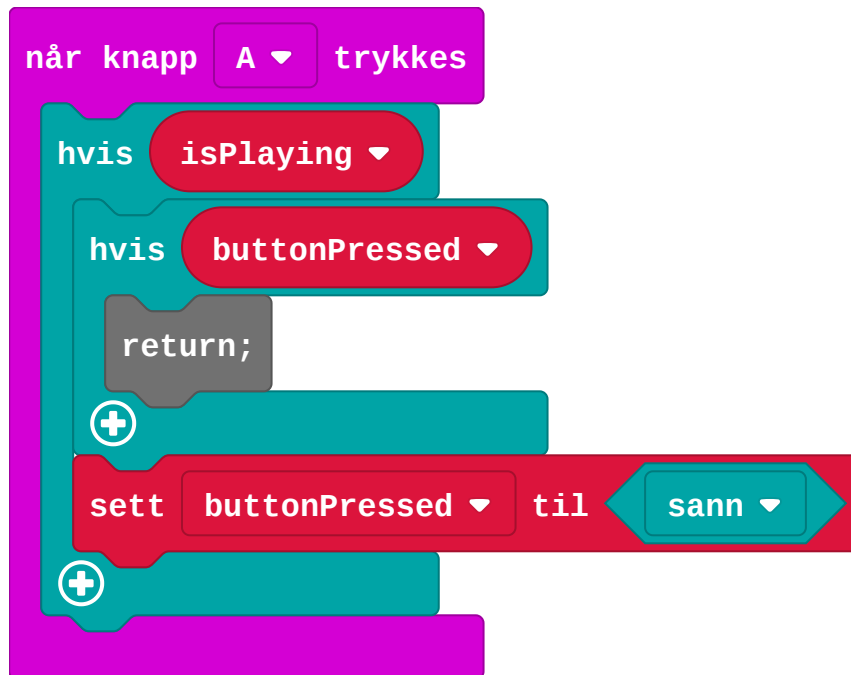 når knapp A trykkes
hvis isPlaying
hvis buttonPressed
return;
sett buttonPressed til sann